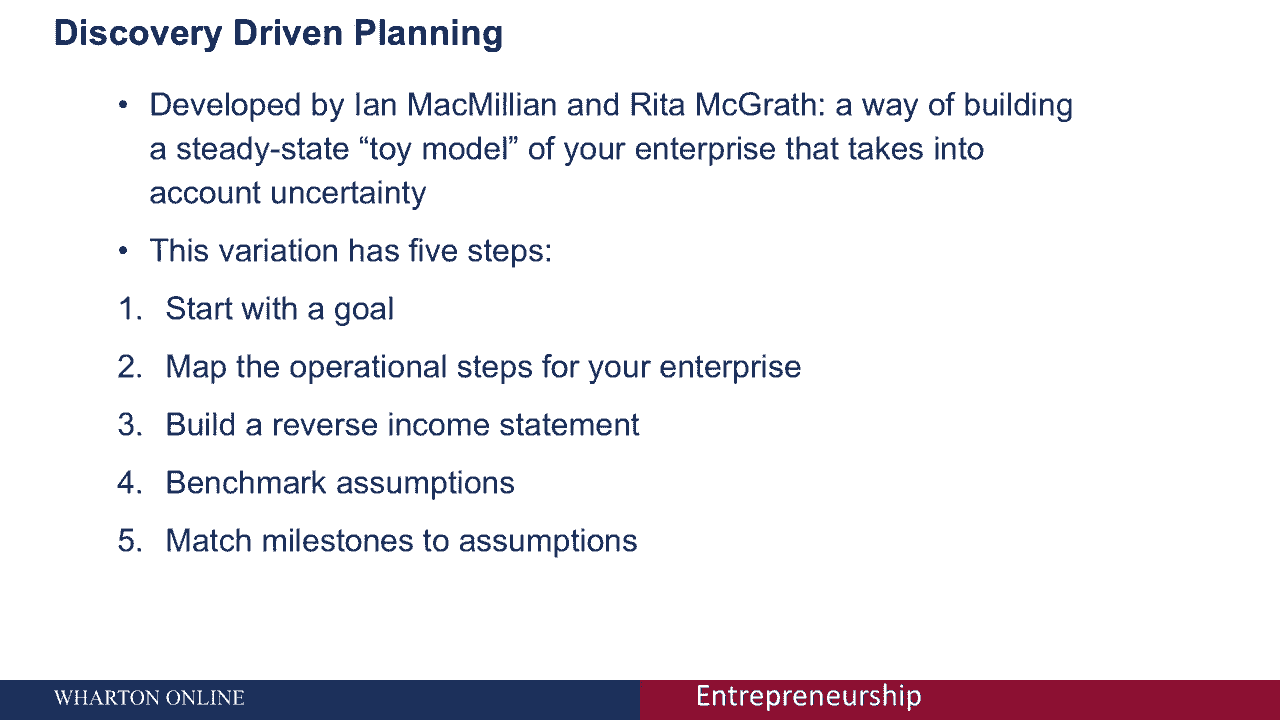 Discovery Driven Planning
• Developed by Ian MacMillian and Rita McGrath: a way of building
a steady-state “toy model” of your enterprise that takes into
account uncertainty
• This variation has five steps:
1. Start with a goal
2. Map the operational steps for your enterprise
3. Build a reverse income statement
4. Benchmark assumptions
5. Match milestones to assumptions
WHARTON ONLINE
Entrepreneurship